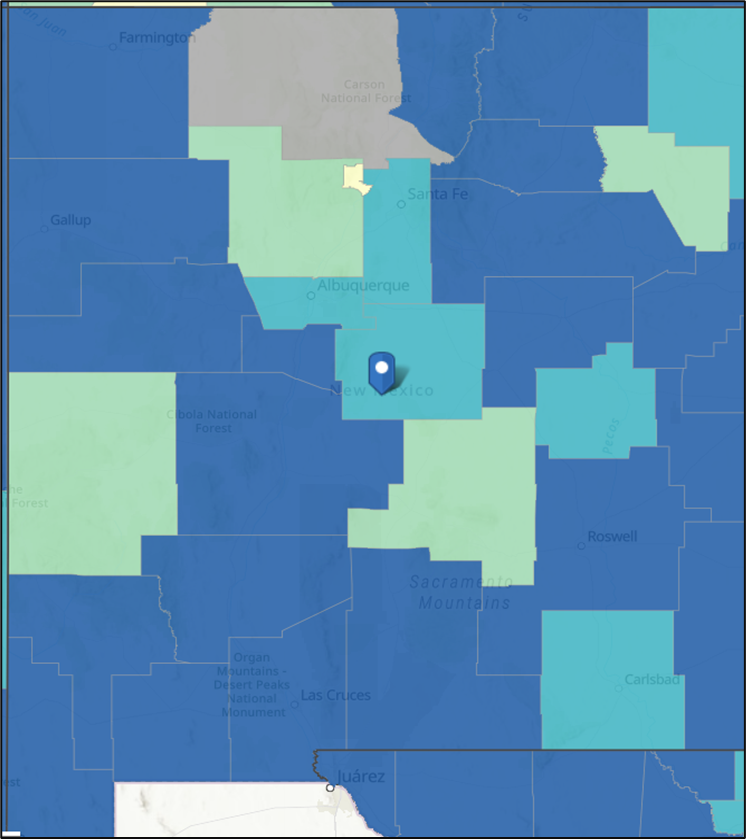 Farmington
Carson
National Forest
Santa Fe
Gallup
Albuquerque
New Mexico
Cibola National
Forest
Pecos
Forest
Roswell
Sacramento
Mountains
Organ
Mountains -
Desert Peaks
National
Monument
Las Cruces
Carlsbad
Juárez